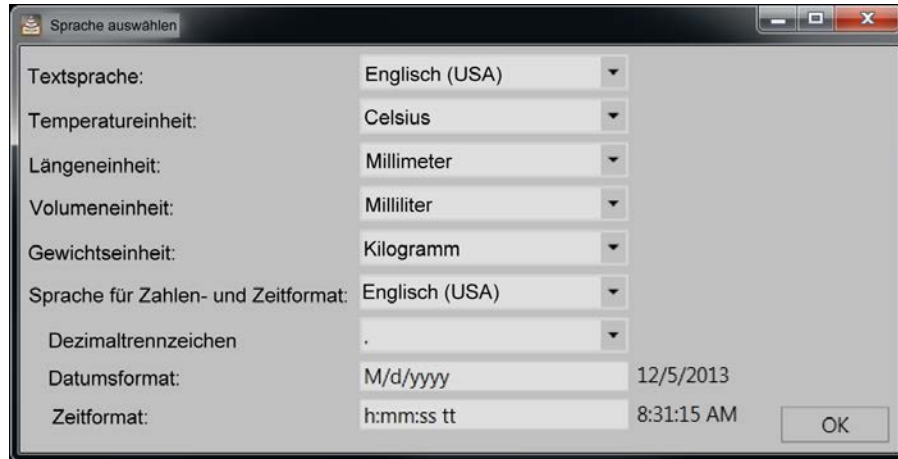 Sprache auswählen
Textsprache: Englisch (USA)
Temperatureinheit: Celsius
Längeneinheit: Millimeter
Volumeneinheit: Milliliter
Gewichtseinheit: Kilogramm
Sprache für Zahlen- und Zeitformat: Englisch (USA)
Dezimaltrennzeichen .
Datumsformat: M/d/yyyy 12/5/2013
Zeitformat: h:mm:ss tt 8:31:15 AM
OK